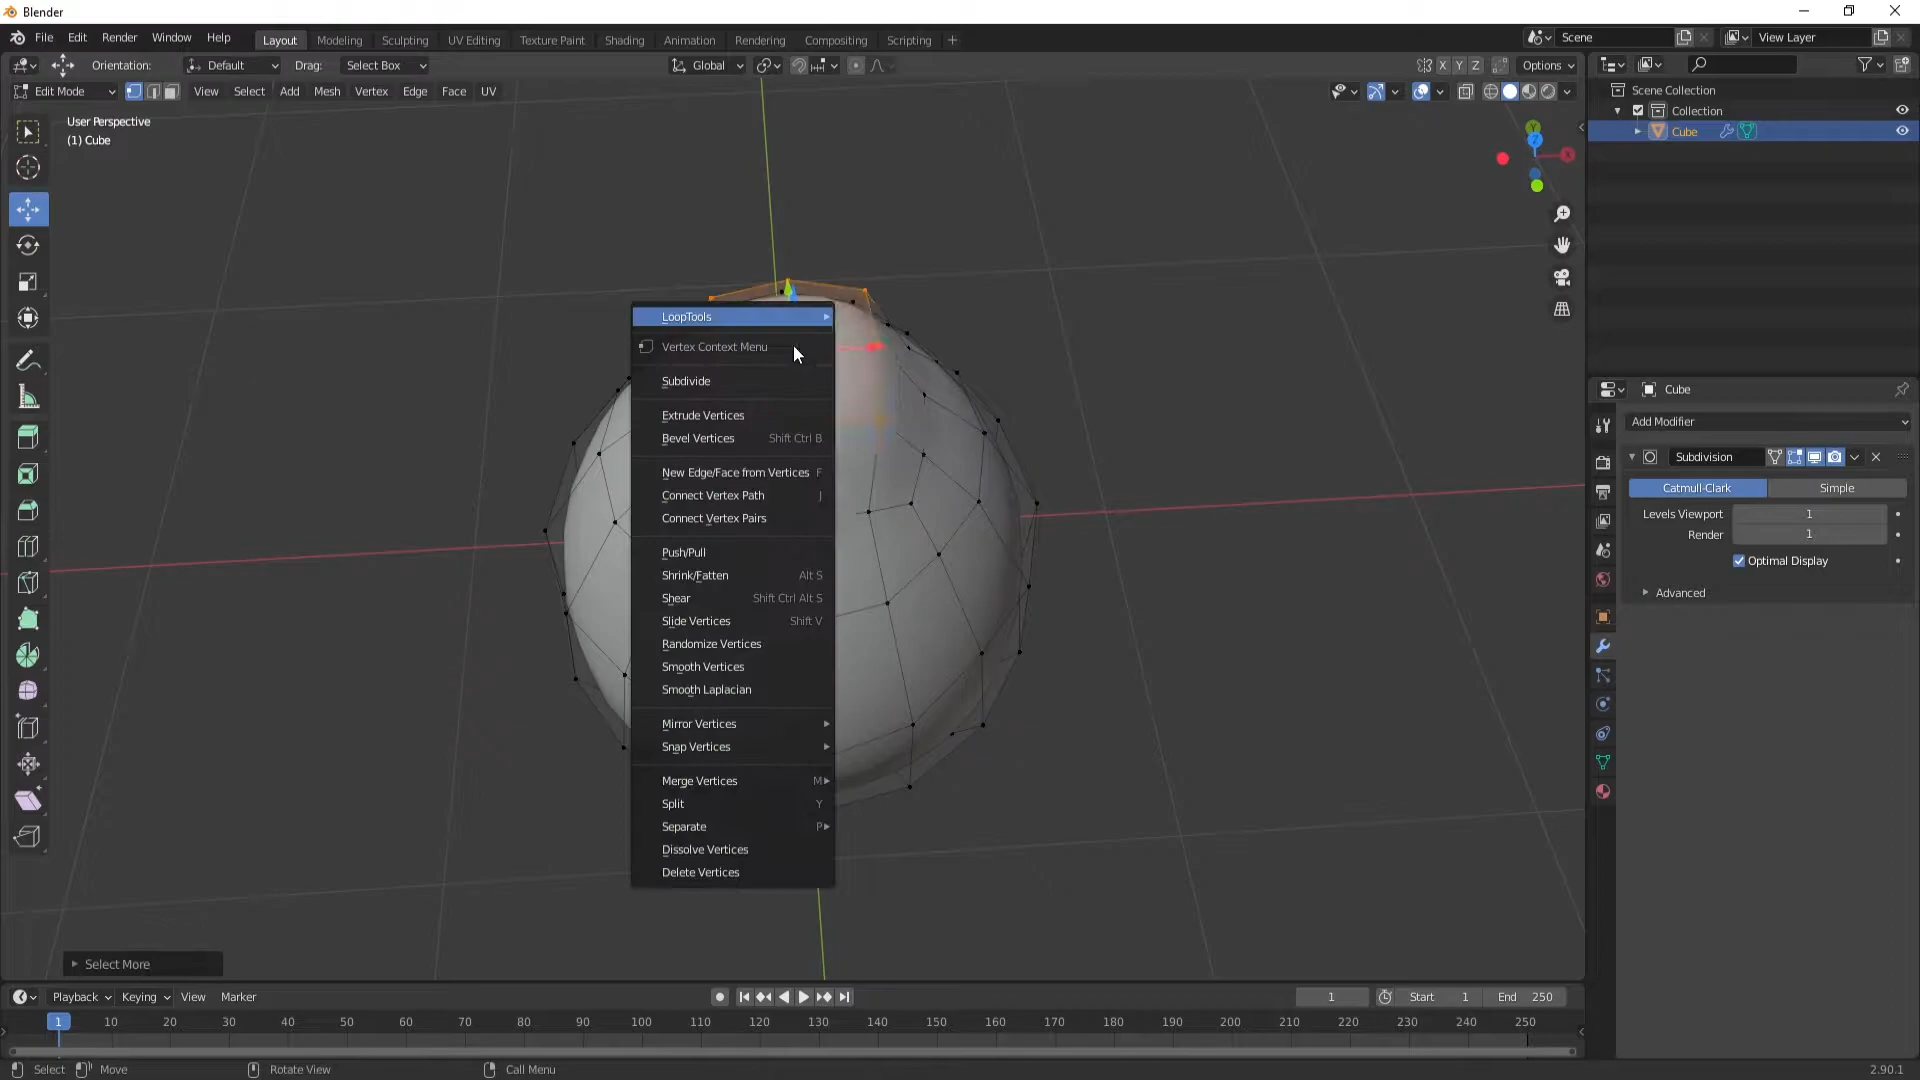 Blender
File Edit Render Window Help Layout Modeling Sculpting UV Editing Texture Paint Shading Animation Rendering Compositing Scripting + Scene View Layer
Orientation: Default Drag: Select Box Global X Y Z Options
Edit Mode View Select Add Mesh Vertex Edge Face UV
User Perspective
(1) Cube
Scene Collection
Collection
Cube
Y
Z
X
LoopTools
Vertex Context Menu
Subdivide
Extrude Vertices
Bevel Vertices Shift Ctrl B
New Edge/Face from Vertices F
Connect Vertex Path J
Connect Vertex Pairs
Push/Pull
Shrink/Fatten Alt S
Shear Shift Ctrl Alt S
Slide Vertices Shift V
Randomize Vertices
Smooth Vertices
Smooth Laplacian
Mirror Vertices
Snap Vertices
Merge Vertices M
Split Y
Separate P
Dissolve Vertices
Delete Vertices
Cube
Add Modifier
Subdivision
Catmull-Clark Simple
Levels Viewport 1
Render 1
Optimal Display
Advanced
Select More
Playback Keying View Marker 1 Start 1 End 250
1 10 20 30 40 50 60 70 80 90 100 110 120 130 140 150 160 170 180 190 200 210 220 230 240 250
Select Move Rotate View Call Menu 2.90.1